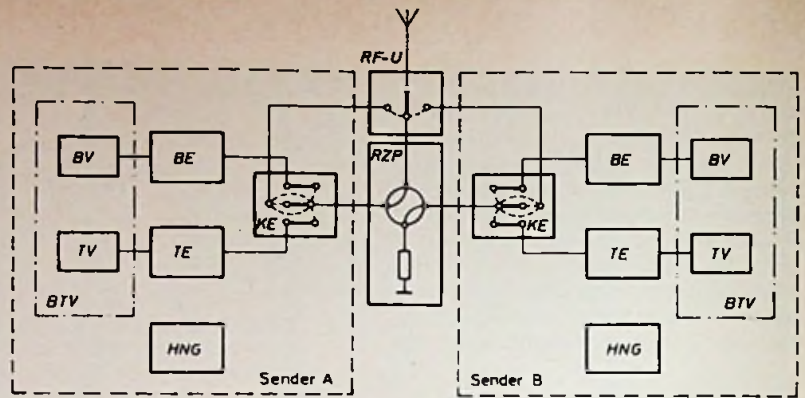 RF-U
BV
BE
RZP
BE
BV
KE
KE
TV
TE
TE
TV
BTV
BTV
HNG
HNG
Sender A
Sender B